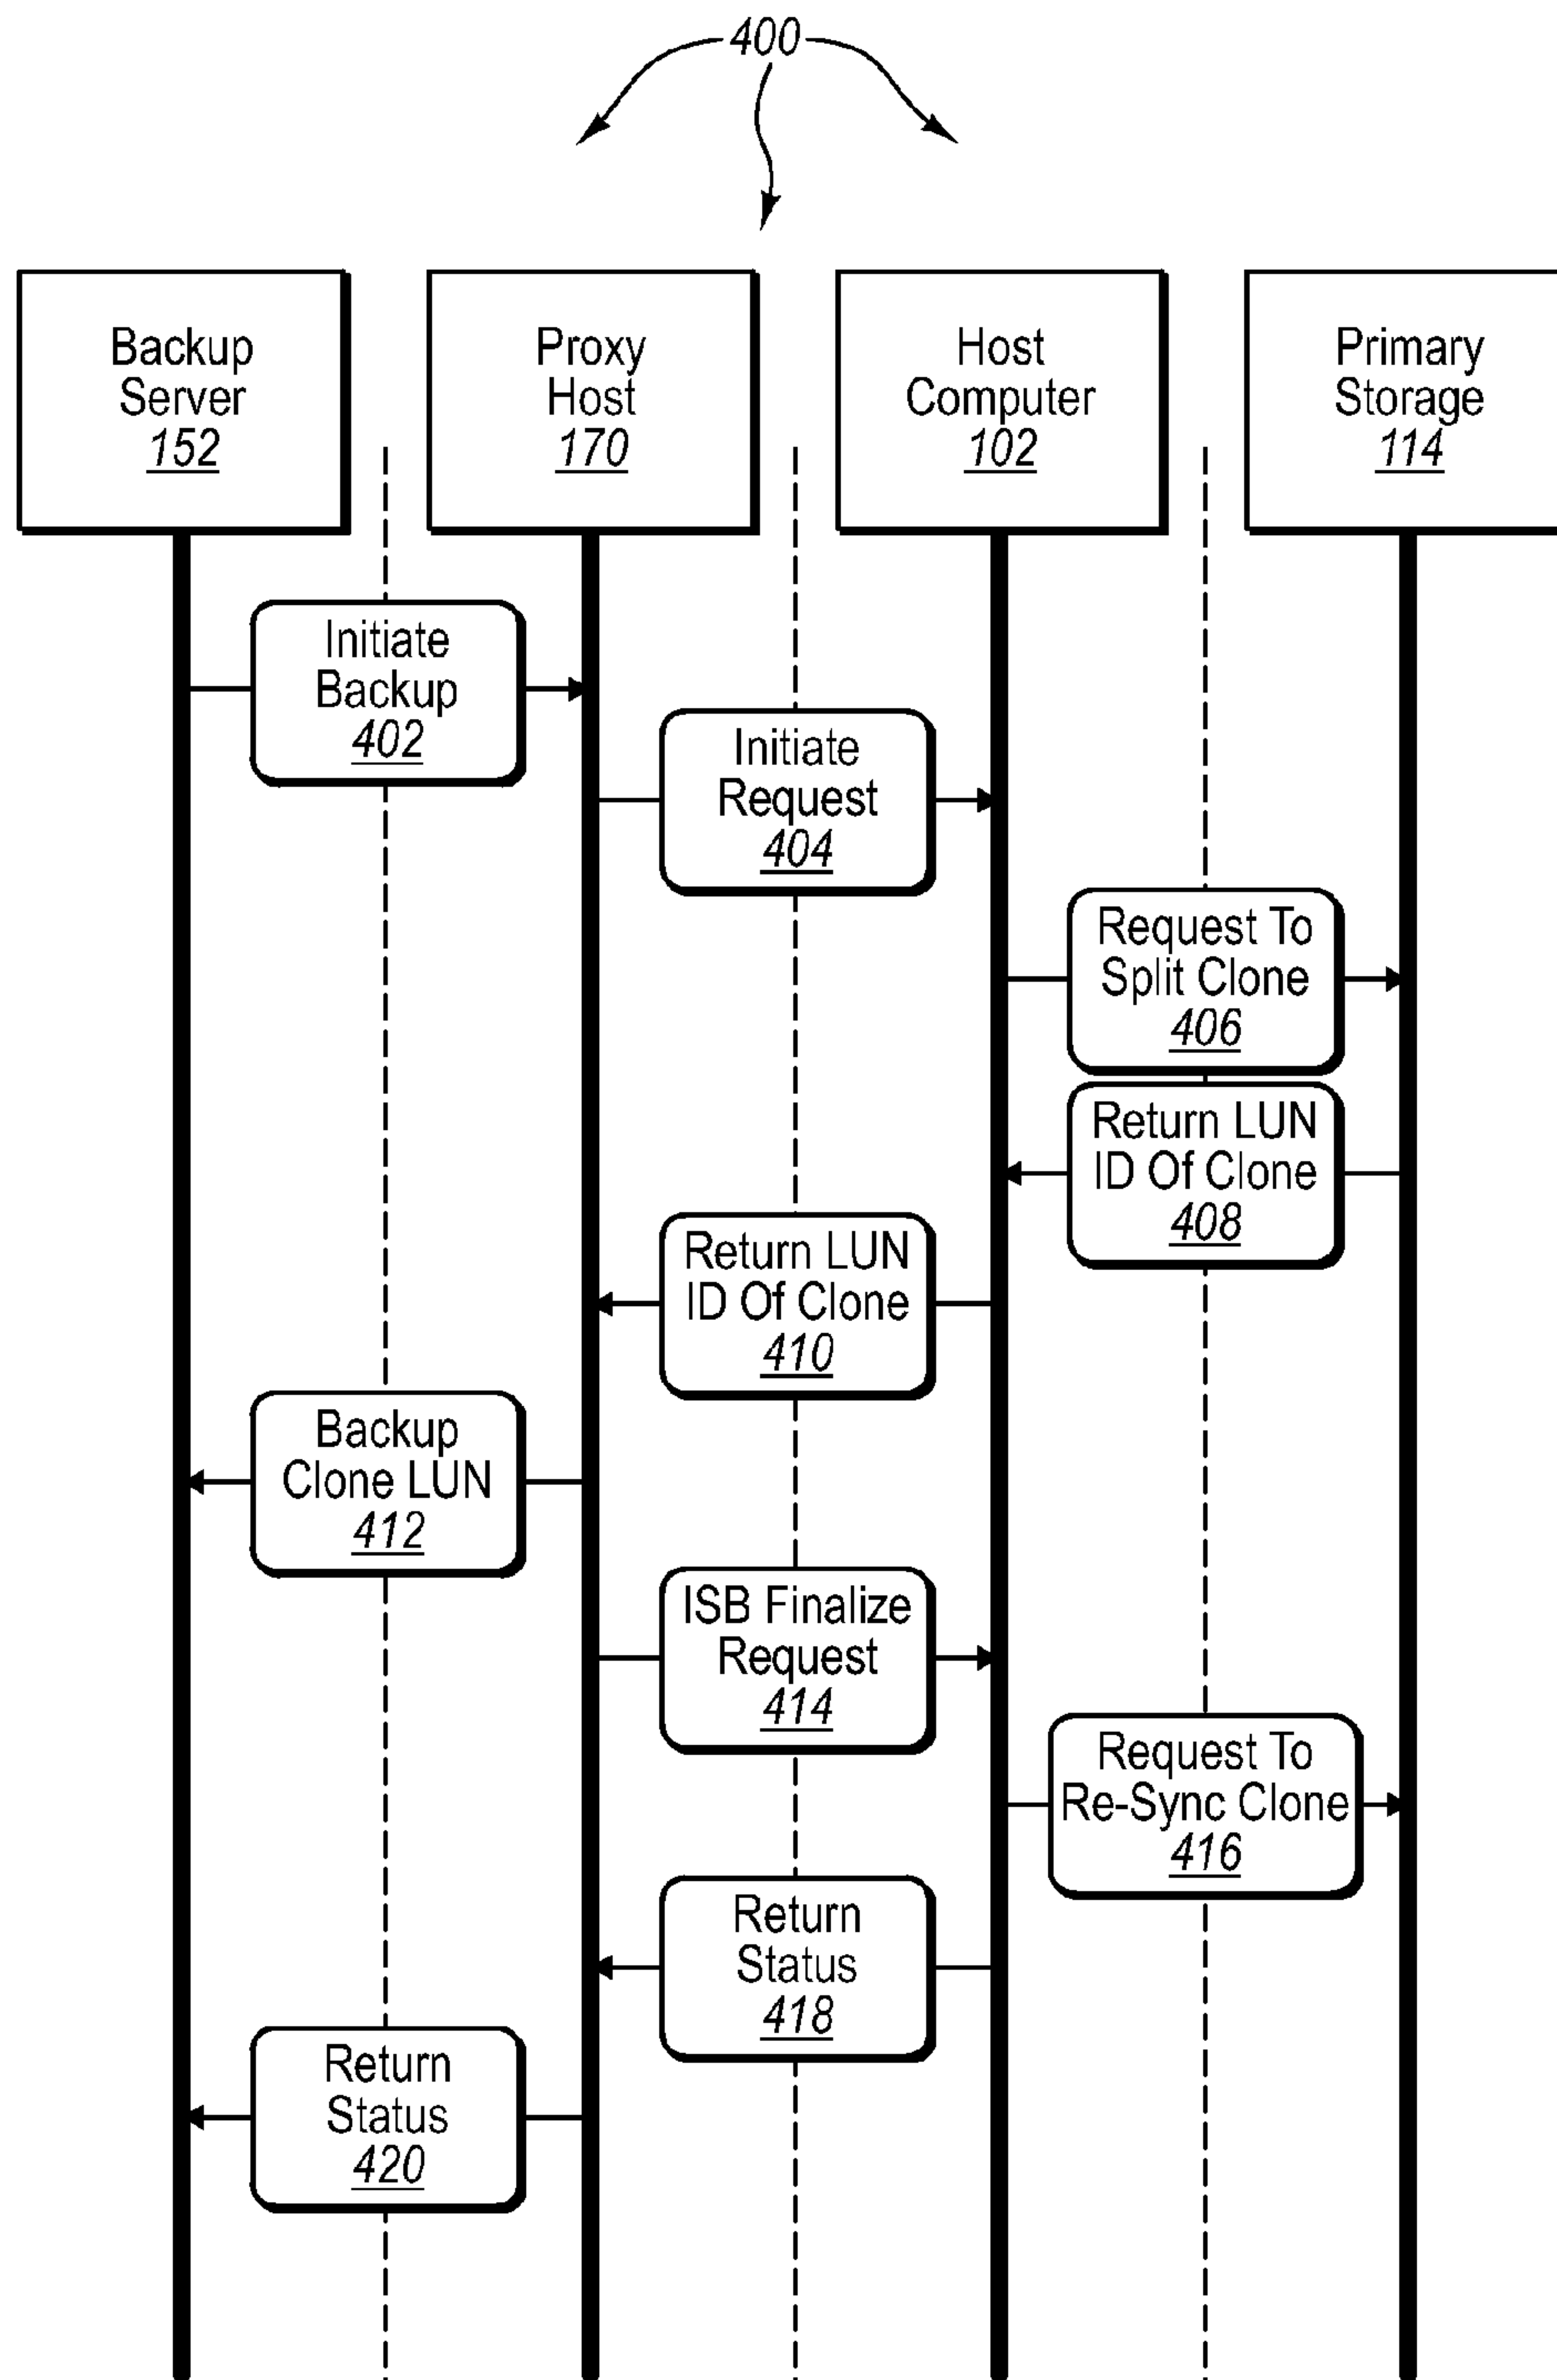 400
Backup
Server
152
Proxy
Host
170
Host
Computer
102
Primary
Storage
114
Initiate
Backup
402
Initiate
Request
404
Request To
Split Clone
406
Return LUN
ID Of Clone
408
Return LUN
ID Of Clone
410
Backup
Clone LUN
412
ISB Finalize
Request
414
Request To
Re-Sync Clone
416
Return
Status
418
Return
Status
420